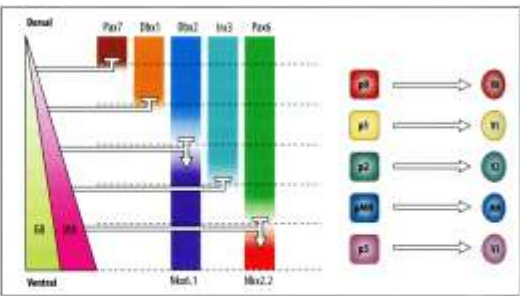 Dorsal
Pax7 Dbx1 Dbx2 Irx3 Pax6
p0 V0
p1 V1
p2 V2
pMN MN
p3 V3
Ventral
Nkx6.1 Nkx2.2